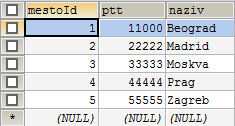 mestoId ptt naziv
1 11000 Beograd
2 22222 Madrid
3 33333 Moskva
4 44444 Prag
5 55555 Zagreb
* (NULL) (NULL) (NULL)